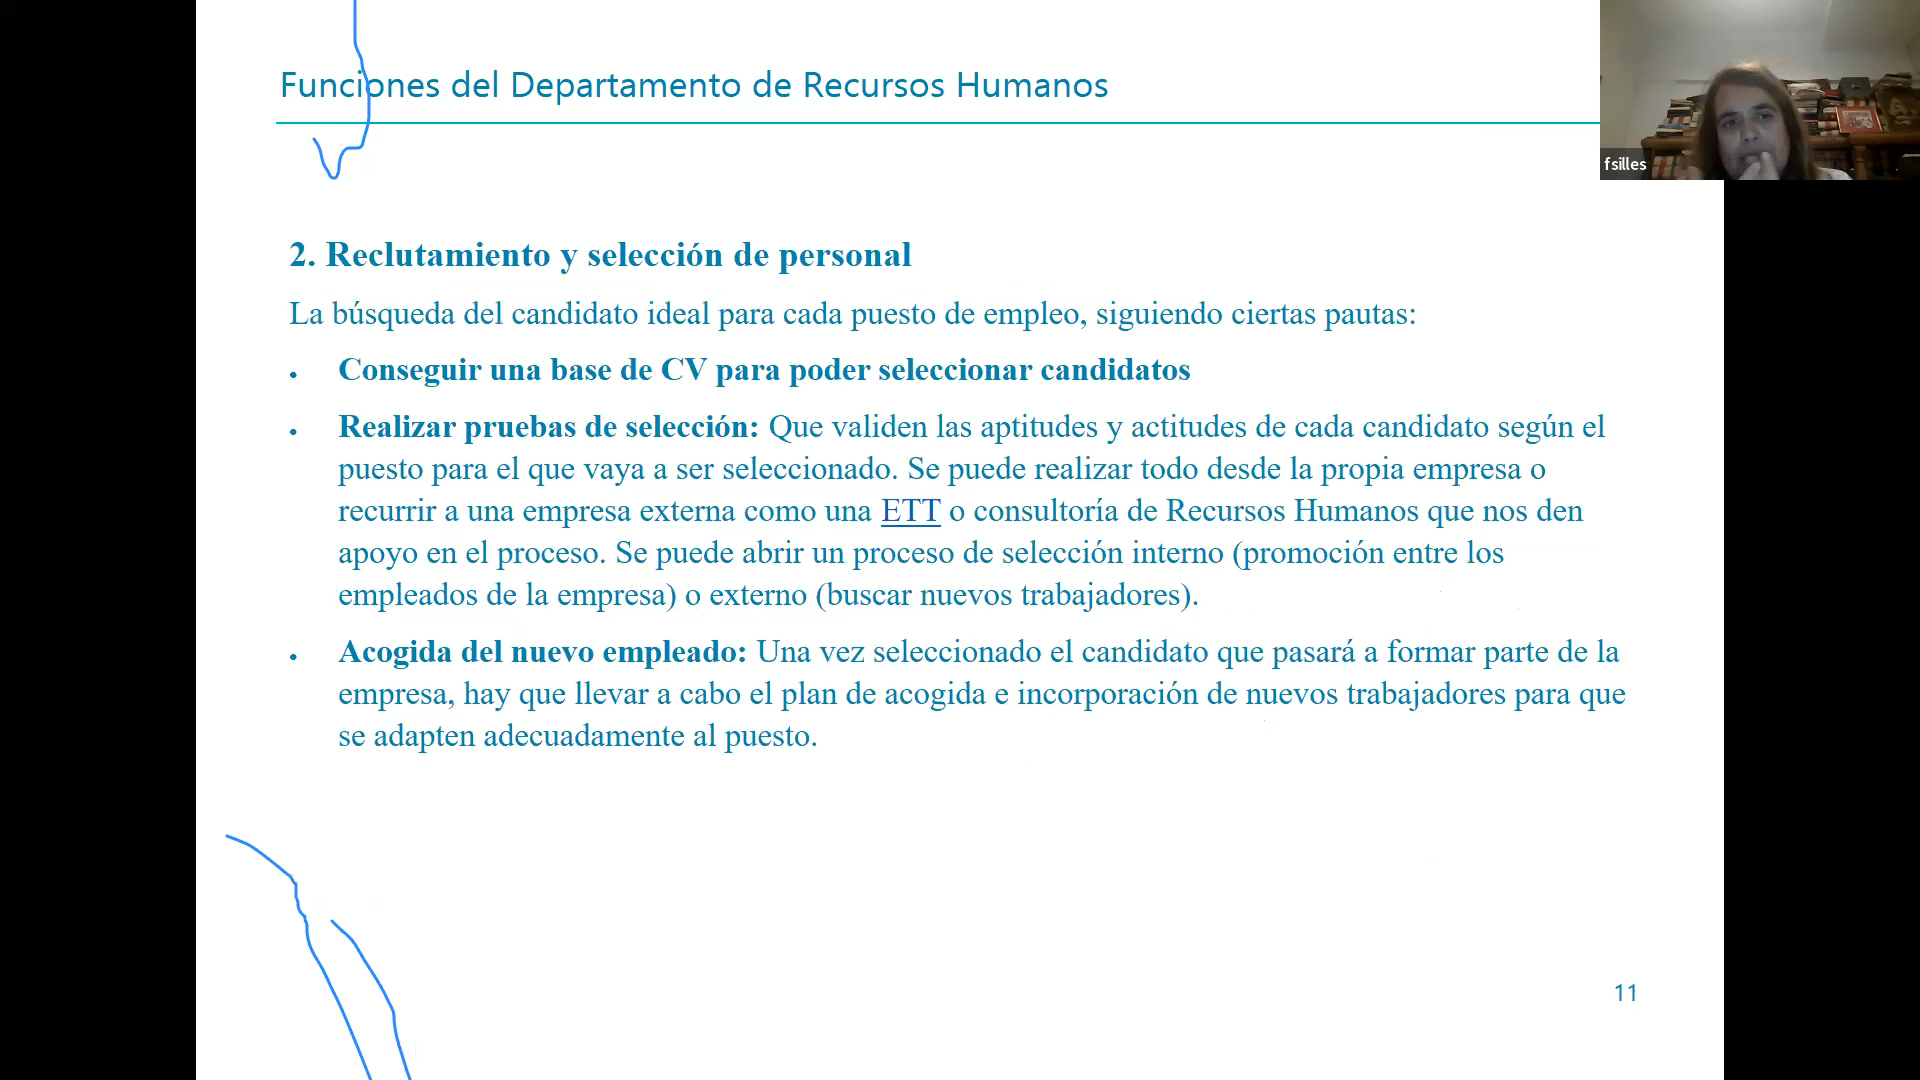 Funciones del Departamento de Recursos Humanos
fsilles
2. Reclutamiento y selección de personal
La búsqueda del candidato ideal para cada puesto de empleo, siguiendo ciertas pautas:
• Conseguir una base de CV para poder seleccionar candidatos
• Realizar pruebas de selección: Que validen las aptitudes y actitudes de cada candidato según el
puesto para el que vaya a ser seleccionado. Se puede realizar todo desde la propia empresa o
recurrir a una empresa externa como una ETT o consultoría de Recursos Humanos que nos den
apoyo en el proceso. Se puede abrir un proceso de selección interno (promoción entre los
empleados de la empresa) o externo (buscar nuevos trabajadores).
• Acogida del nuevo empleado: Una vez seleccionado el candidato que pasará a formar parte de la
empresa, hay que llevar a cabo el plan de acogida e incorporación de nuevos trabajadores para que
se adapten adecuadamente al puesto.
11